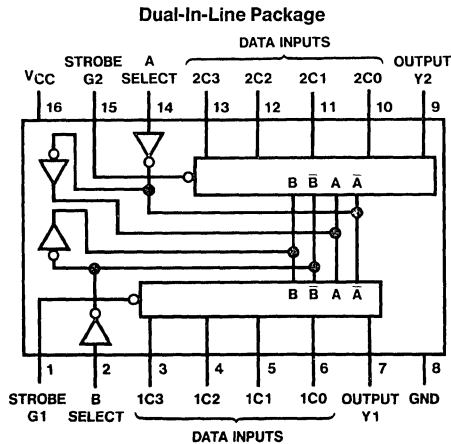 Dual-In-Line Package
DATA INPUTS
STROBE A OUTPUT
VCC G2 SELECT 2C3 2C2 2C1 2C0 Y2
16 15 14 13 12 11 10 9
B B̅ A A̅
B B̅ A A̅
1 2 3 4 5 6 7 8
STROBE B 1C3 1C2 1C1 1C0 OUTPUT GND
G1 SELECT Y1
DATA INPUTS